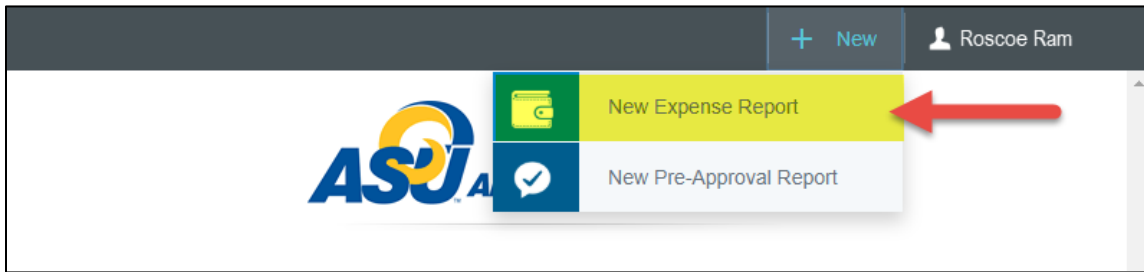 + New
Roscoe Ram
New Expense Report
ASU
New Pre-Approval Report